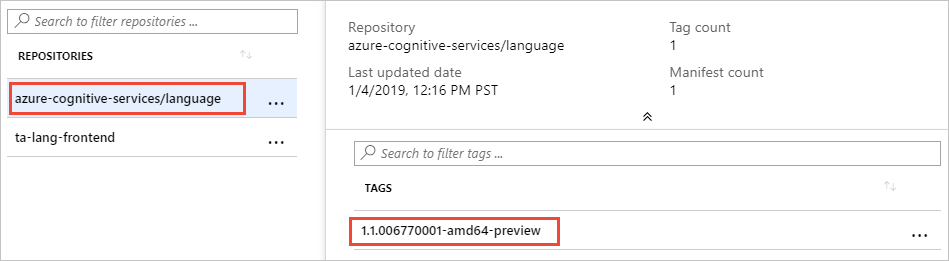 Search to filter repositories ...
REPOSITORIES
azure-cognitive-services/language
ta-lang-frontend
Repository
azure-cognitive-services/language
Tag count
1
Last updated date
1/4/2019, 12:16 PM PST
Manifest count
1
Search to filter tags ...
TAGS
1.1.006770001-amd64-preview